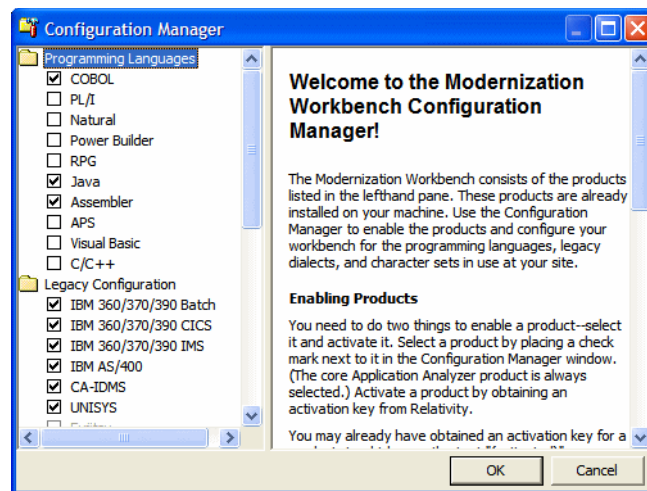 Configuration Manager
Programming Languages
COBOL
PL/I
Natural
Power Builder
RPG
Java
Assembler
APS
Visual Basic
C/C++
Legacy Configuration
IBM 360/370/390 Batch
IBM 360/370/390 CICS
IBM 360/370/390 IMS
IBM AS/400
CA-IDMS
UNISYS
Welcome to the Modernization
Workbench Configuration
Manager!
The Modernization Workbench consists of the products
listed in the lefthand pane. These products are already
installed on your machine. Use the Configuration
Manager to enable the products and configure your
workbench for the programming languages, legacy
dialects, and character sets in use at your site.
Enabling Products
You need to do two things to enable a product--select
it and activate it. Select a product by placing a check
mark next to it in the Configuration Manager window.
(The core Application Analyzer product is always
selected.) Activate a product by obtaining an
activation key from Relativity.
You may already have obtained an activation key for a
OK
Cancel